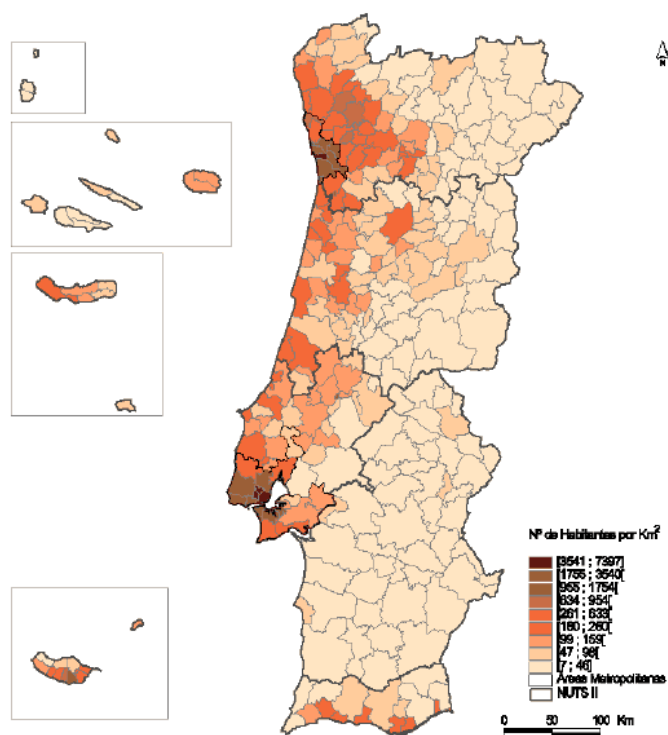 N
Nº de Habitantes por Km²
[3541 ; 7397]
[1755 ; 3540[
[955 ; 1754[
[634 ; 954[
[261 ; 633[
[160 ; 260[
[99 ; 159[
[47 ; 98[
[7 ; 46[
Áreas Metropolitanas
NUTS II
0 50 100 Km